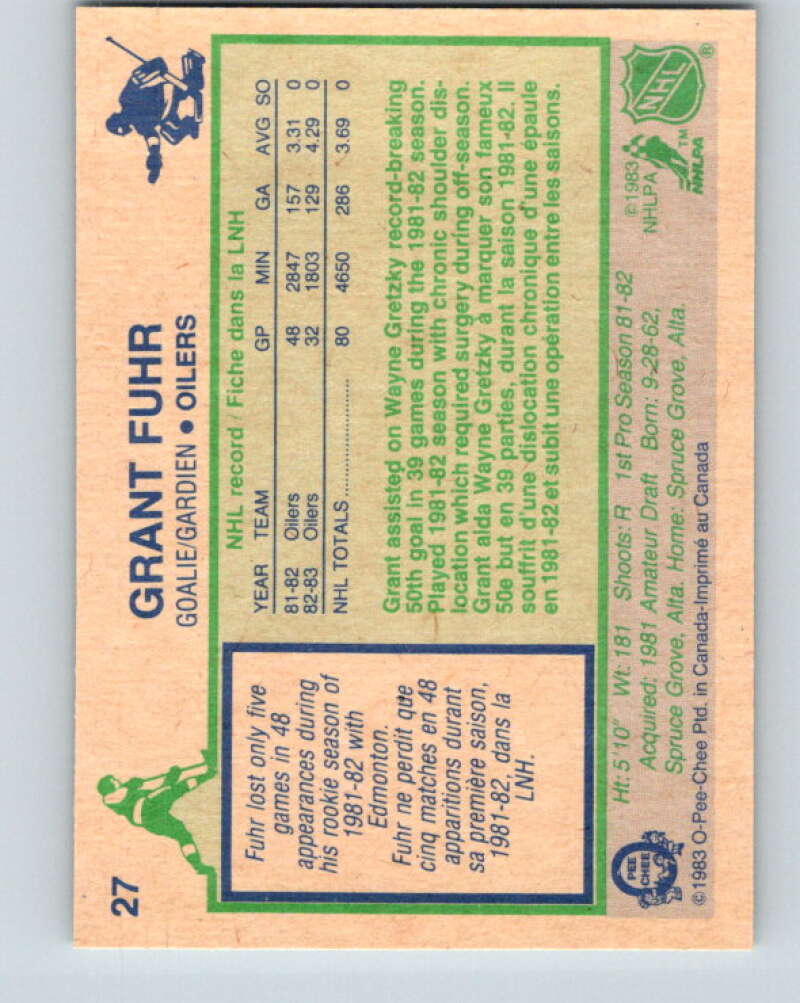 27
GRANT FUHR
GOALIE/GARDIEN • OILERS
NHL record / Fiche dans la LNH
YEAR TEAM GP MIN GA AVG SO
81-82 Oilers 48 2847 157 3.31 0
82-83 Oilers 32 1803 129 4.29 0
NHL TOTALS .................. 80 4650 286 3.69 0
Grant assisted on Wayne Gretzky record-breaking
50th goal in 39 games during the 1981-82 season.
Played 1981-82 season with chronic shoulder dis-
location which required surgery during off-season.
Grant aida Wayne Gretzky à marquer son fameux
50e but en 39 parties, durant la saison 1981-82. Il
souffrit d'une dislocation chronique d'une épaule
en 1981-82 et subit une opération entre les saisons.
Fuhr lost only five
games in 48
appearances during
his rookie season of
1981-82 with
Edmonton.
Fuhr ne perdit que
cinq matches en 48
apparitions durant
sa première saison,
1981-82, dans la
LNH.
Ht: 5'10" Wt: 181 Shoots: R 1st Pro Season 81-82
Acquired: 1981 Amateur Draft Born: 9-28-62,
Spruce Grove, Alta. Home: Spruce Grove, Alta.
O PEE CHEE
©1983 O-Pee-Chee Ptd. in Canada-Imprimé au Canada
©1983
NHLPA
NHL ®
TM
NHLPA